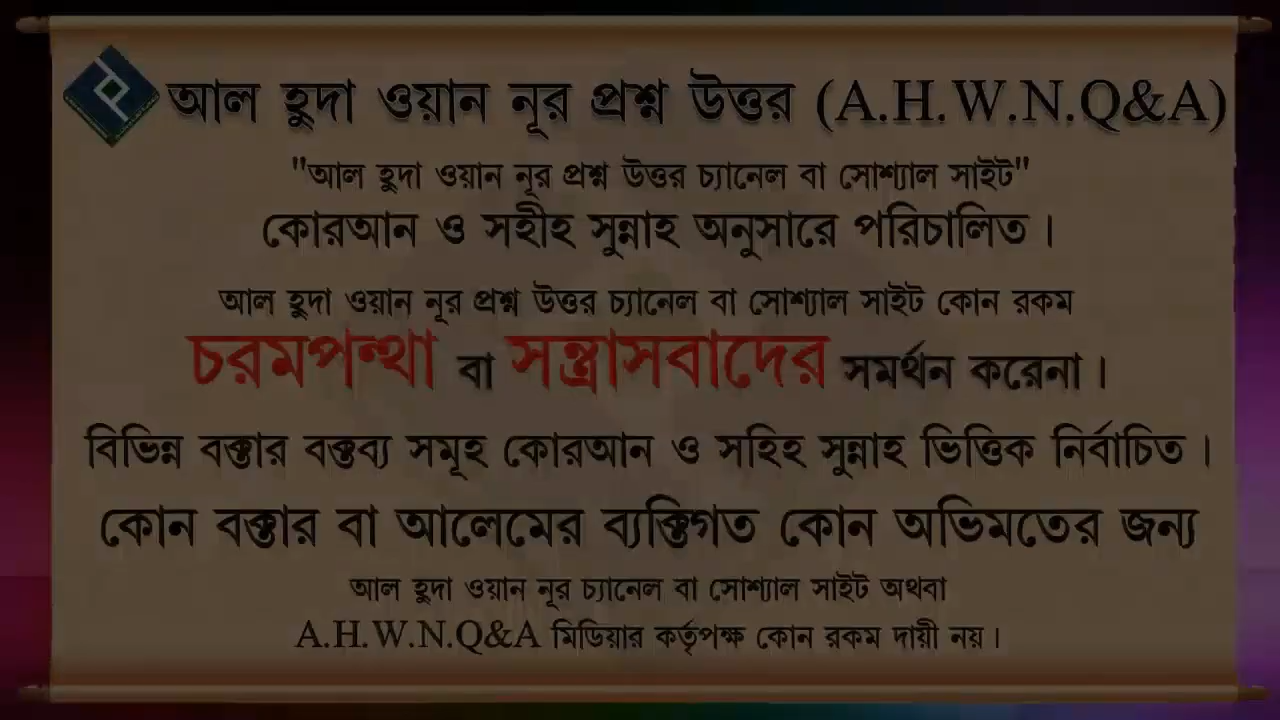 আল হুদা ওয়ান নূর প্রশ্ন উত্তর (A.H.W.N.Q&A)
"আল হুদা ওয়ান নূর প্রশ্ন উত্তর চ্যানেল বা সোশ্যাল সাইট"
কোরআন ও সহীহ সুন্নাহ অনুসারে পরিচালিত ।
আল হুদা ওয়ান নূর প্রশ্ন উত্তর চ্যানেল বা সোশ্যাল সাইট কোন রকম
চরমপন্থা বা সন্ত্রাসবাদের সমর্থন করেনা ।
বিভিন্ন বক্তার বক্তব্য সমূহ কোরআন ও সহিহ সুন্নাহ ভিত্তিক নির্বাচিত ।
কোন বক্তার বা আলেমের ব্যক্তিগত কোন অভিমতের জন্য
আল হুদা ওয়ান নূর চ্যানেল বা সোশ্যাল সাইট অথবা
A.H.W.N.Q&A মিডিয়ার কর্তৃপক্ষ কোন রকম দায়ী নয় ।